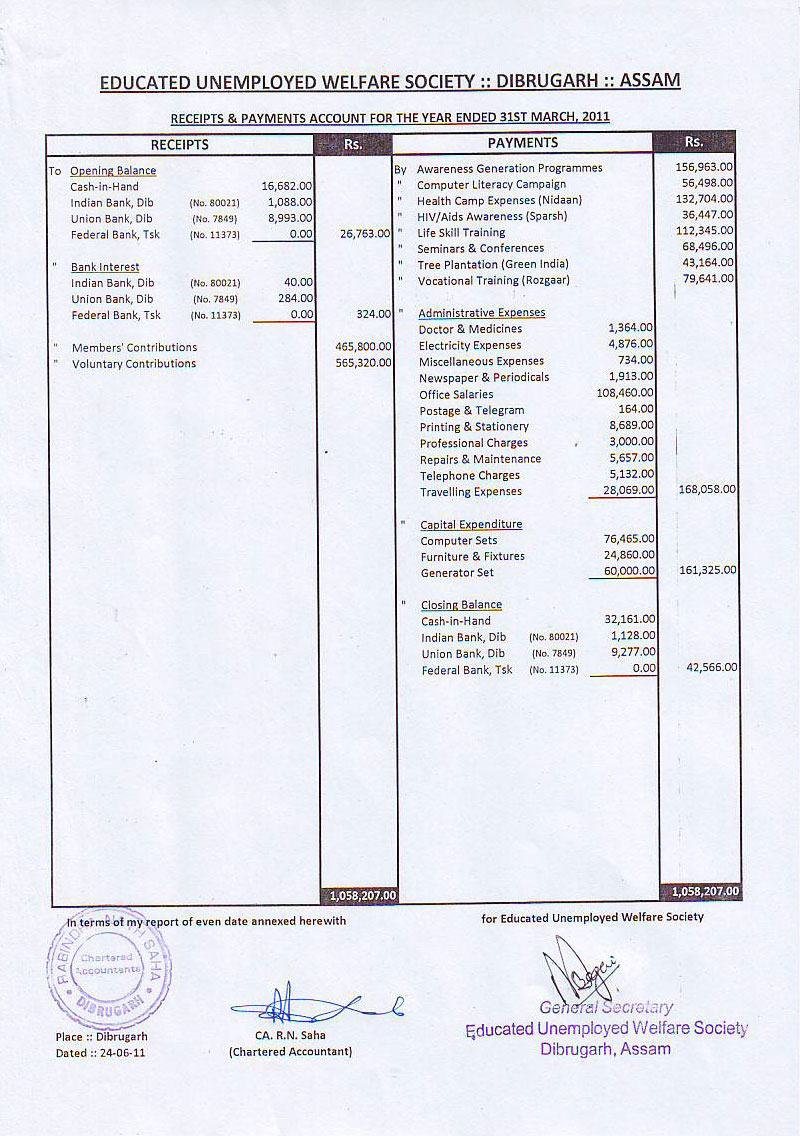 EDUCATED UNEMPLOYED WELFARE SOCIETY :: DIBRUGARH :: ASSAM
RECEIPTS & PAYMENTS ACCOUNT FOR THE YEAR ENDED 31ST MARCH, 2011
RECEIPTS Rs. PAYMENTS Rs.
To Opening Balance By Awareness Generation Programmes 156,963.00
Cash-in-Hand 16,682.00 " Computer Literacy Campaign 56,498.00
Indian Bank, Dib (No. 80021) 1,088.00 " Health Camp Expenses (Nidaan) 132,704.00
Union Bank, Dib (No. 7849) 8,993.00 " HIV/Aids Awareness (Sparsh) 36,447.00
Federal Bank, Tsk (No. 11373) 0.00 26,763.00 " Life Skill Training 112,345.00
" Seminars & Conferences 68,496.00
" Bank Interest " Tree Plantation (Green India) 43,164.00
Indian Bank, Dib (No. 80021) 40.00 " Vocational Training (Rozgaar) 79,641.00
Union Bank, Dib (No. 7849) 284.00
Federal Bank, Tsk (No. 11373) 0.00 324.00 " Administrative Expenses
Doctor & Medicines 1,364.00
" Members' Contributions 465,800.00 Electricity Expenses 4,876.00
" Voluntary Contributions 565,320.00 Miscellaneous Expenses 734.00
Newspaper & Periodicals 1,913.00
Office Salaries 108,460.00
Postage & Telegram 164.00
Printing & Stationery 8,689.00
Professional Charges 3,000.00
Repairs & Maintenance 5,657.00
Telephone Charges 5,132.00
Travelling Expenses 28,069.00 168,058.00
" Capital Expenditure
Computer Sets 76,465.00
Furniture & Fixtures 24,860.00
Generator Set 60,000.00 161,325.00
" Closing Balance
Cash-in-Hand 32,161.00
Indian Bank, Dib (No. 80021) 1,128.00
Union Bank, Dib (No. 7849) 9,277.00
Federal Bank, Tsk (No. 11373) 0.00 42,566.00
1,058,207.00 1,058,207.00
In terms of my report of even date annexed herewith for Educated Unemployed Welfare Society
RABINDRA NATH SAHA
Chartered
Accountants
DIBRUGARH
General Secretary
Educated Unemployed Welfare Society
Dibrugarh, Assam
Place :: Dibrugarh CA. R.N. Saha
Dated :: 24-06-11 (Chartered Accountant)